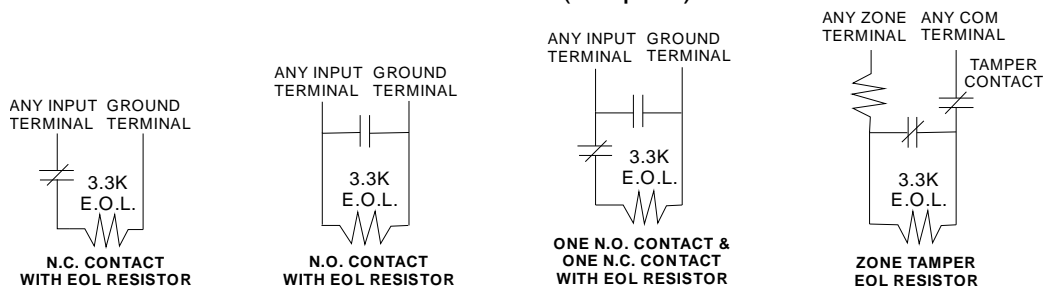 ANY INPUT GROUND
TERMINAL TERMINAL
3.3K
E.O.L.
N.C. CONTACT
WITH EOL RESISTOR
ANY INPUT GROUND
TERMINAL TERMINAL
3.3K
E.O.L.
N.O. CONTACT
WITH EOL RESISTOR
ANY INPUT GROUND
TERMINAL TERMINAL
3.3K
E.O.L.
ONE N.O. CONTACT &
ONE N.C. CONTACT
WITH EOL RESISTOR
ANY ZONE ANY COM
TERMINAL TERMINAL
TAMPER
CONTACT
3.3K
E.O.L.
ZONE TAMPER
EOL RESISTOR